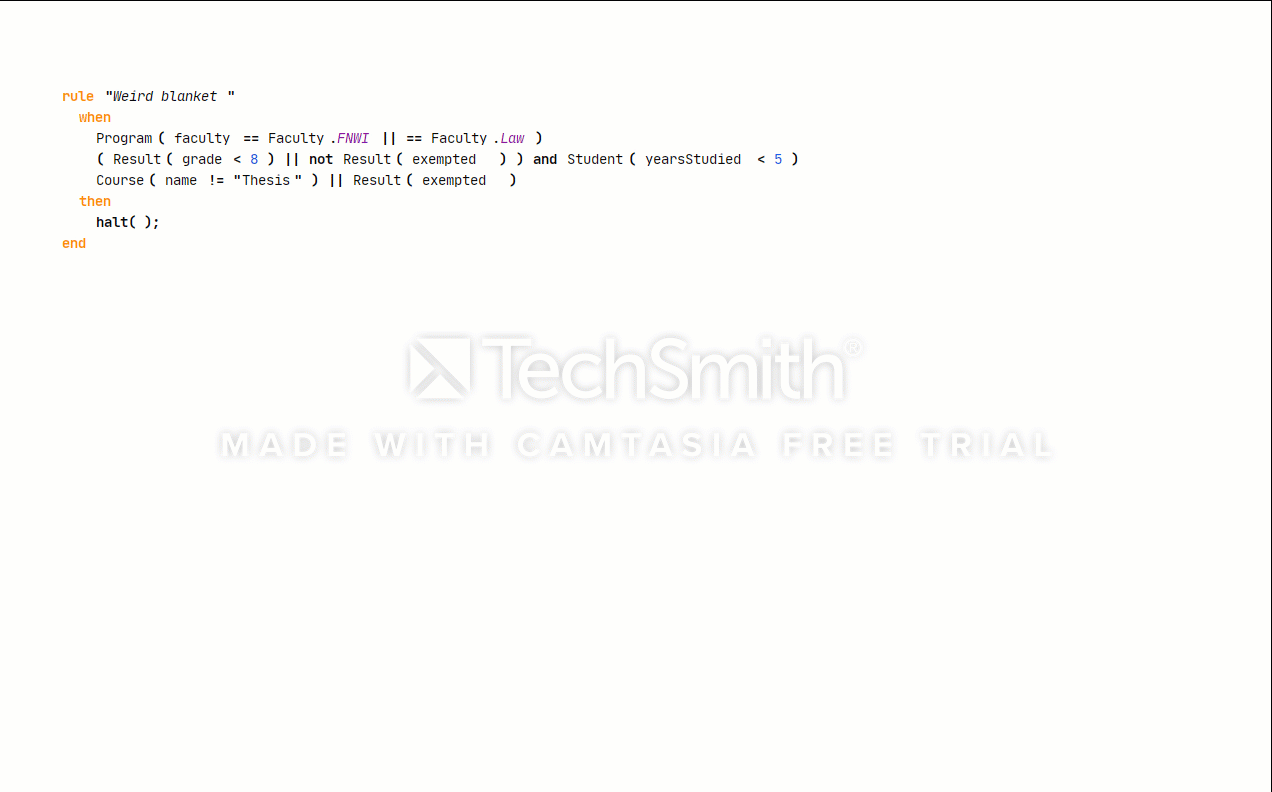 rule "Weird blanket "
when
Program ( faculty == Faculty .FNWI || == Faculty .Law )
( Result ( grade < 8 ) || not Result ( exempted ) ) and Student ( yearsStudied < 5 )
Course ( name != "Thesis " ) || Result ( exempted )
then
halt( );
end
TechSmith®
MADE WITH CAMTASIA FREE TRIAL